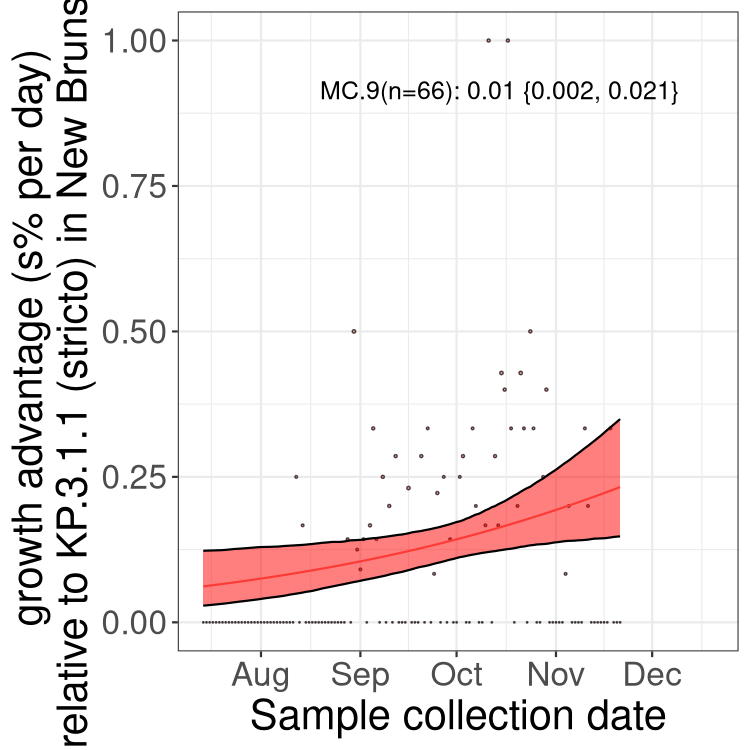 growth advantage (s% per day)
relative to KP.3.1.1 (stricto) in New Bruns
1.00
0.75
0.50
0.25
0.00
MC.9(n=66): 0.01 {0.002, 0.021}
Aug Sep Oct Nov Dec
Sample collection date